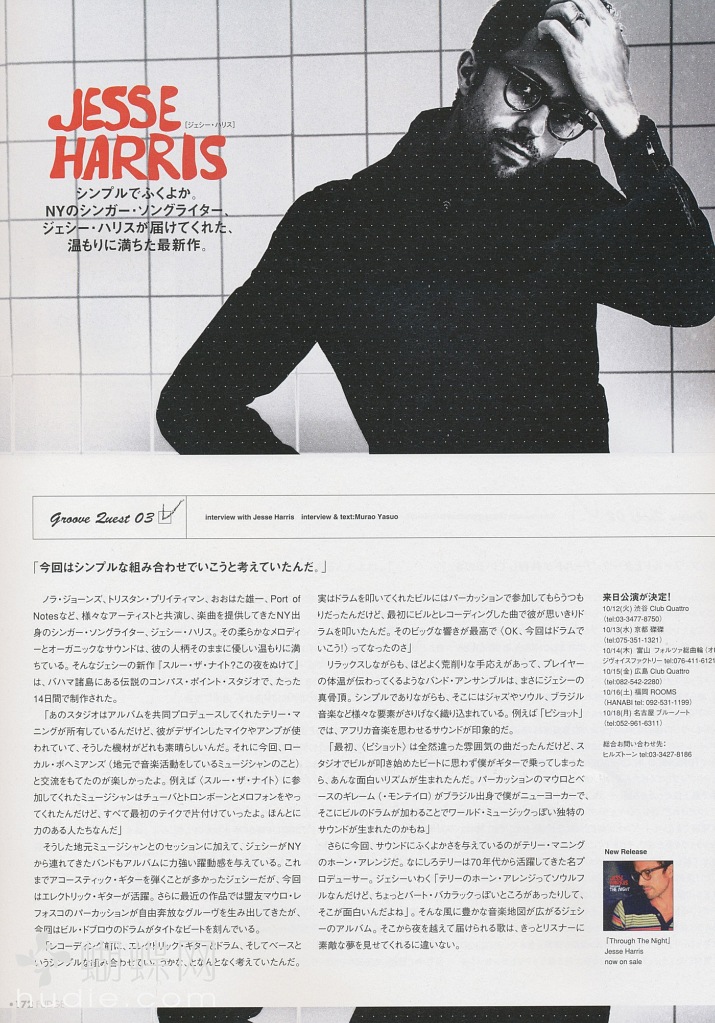 JESSE
[ジェシー・ハリス]
HARRIS
シンプルでふくよか。
NYのシンガー・ソングライター、
ジェシー・ハリスが届けてくれた、
温もりに満ちた最新作。
Groove Quest 03
interview with Jesse Harris interview & text:Murao Yasuo
「今回はシンプルな組み合わせでいこうと考えていたんだ。」
ノラ・ジョーンズ、トリスタン・プリイティマン、おおはた雄一、Port of
Notesなど、様々なアーティストと共演し、楽曲を提供してきたNY出
身のシンガー・ソングライター、ジェシー・ハリス。その柔らかなメロディ
ーとオーガニックなサウンドは、彼の人柄そのままに優しい温もりに満
ちている。そんなジェシーの新作『スルー・ザ・ナイト?この夜をぬけて』
は、バハマ諸島にある伝説のコンパス・ポイント・スタジオで、たった
14日間で制作された。
「あのスタジオはアルバムを共同プロデュースしてくれたテリー・マ
ニングが所有しているんだけど、彼がデザインしたマイクやアンプが使
われていて、そうした機材がどれも素晴らしいんだ。それに今回、ロー
カル・ボヘミアンズ（地元で音楽活動をしているミュージシャンのこと）
と交流をもてたのが楽しかったよ。例えば〈スルー・ザ・ナイト〉に参
加してくれたミュージシャンはチューバとトロンボーンとメロフォンをやっ
てくれたんだけど、すべて最初のテイクで片付けていったよ。ほんとに
力のある人たちなんだ」
そうした地元ミュージシャンとのセッションに加えて、ジェシーがNY
から連れてきたバンドもアルバムに力強い躍動感を与えている。これ
までアコースティック・ギターを弾くことが多かったジェシーだが、今回
はエレクトリック・ギターが活躍。さらに最近の作品では盟友マウロ・レ
フォスコのパーカッションが自由奔放なグルーヴを生み出してきたが、
今回はビル・ドブロウのドラムがタイトなビートを刻んでいる。
「レコーディング前に、エレクトリック・ギターとドラム、そしてベースと
いうシンプルな組み合わせでいこうかな、となんとなく考えていたんだ。
実はドラムを叩いてくれたビルにはパーカッションで参加してもらうつも
りだったんだけど、最初にビルとレコーディングした曲で彼が思いきりド
ラムを叩いたんだ。そのビッグな響きが最高で〈OK、今回はドラムで
いこう!〉ってなったのさ」
リラックスしながらも、ほどよく荒削りな手応えがあって、プレイヤー
の体温が伝わってくるようなバンド・アンサンブルは、まさにジェシーの
真骨頂。シンプルでありながらも、そこにはジャズやソウル、ブラジル
音楽など様々な要素がさりげなく織り込まれている。例えば「ピショット」
では、アフリカ音楽を思わせるサウンドが印象的だ。
「最初、〈ピショット〉は全然違った雰囲気の曲だったんだけど、ス
タジオでビルが叩き始めたビートに思わず僕がギターで乗ってしまった
ら、あんな面白いリズムが生まれたんだ。パーカッションのマウロとベ
ースのギレーム（・モンテイロ）がブラジル出身で僕がニューヨーカーで、
そこにビルのドラムが加わることでワールド・ミュージックっぽい独特の
サウンドが生まれたのかもね」
さらに今回、サウンドにふくよかさを与えているのがテリー・マニング
のホーン・アレンジだ。なにしろテリーは70年代から活躍してきた名プ
ロデューサー。ジェシーいわく「テリーのホーン・アレンジってソウルフ
ルなんだけど、ちょっとバート・バカラックっぽいところがあったりして、
そこが面白いんだよね」。そんな風に豊かな音楽地図が広がるジェシ
ーのアルバム。そこから夜を越えて届けられる歌は、きっとリスナーに
素敵な夢を見せてくれるに違いない。
来日公演が決定!
10/12(火) 渋谷 Club Quattro
（tel:03-3477-8750）
10/13(水) 京都 磔磔
（tel:075-351-1321）
10/14(木) 富山 フォルツァ総曲輪（オ
ジヴォイスファクトリー tel:076-411-6121
10/15(金) 広島 Club Quattro
（tel:082-542-2280）
10/16(土) 福岡 ROOMS
（HANABI tel: 092-531-1199）
10/18(月) 名古屋 ブルーノート
（tel:052-961-6311）
総合お問い合わせ先：
ヒルズトーン tel:03-3427-8186
New Release
JESSE
HARRIS
THROUGH
THE NIGHT
『Through The Night』
Jesse Harris
now on sale
蝴蝶网
hudie.com